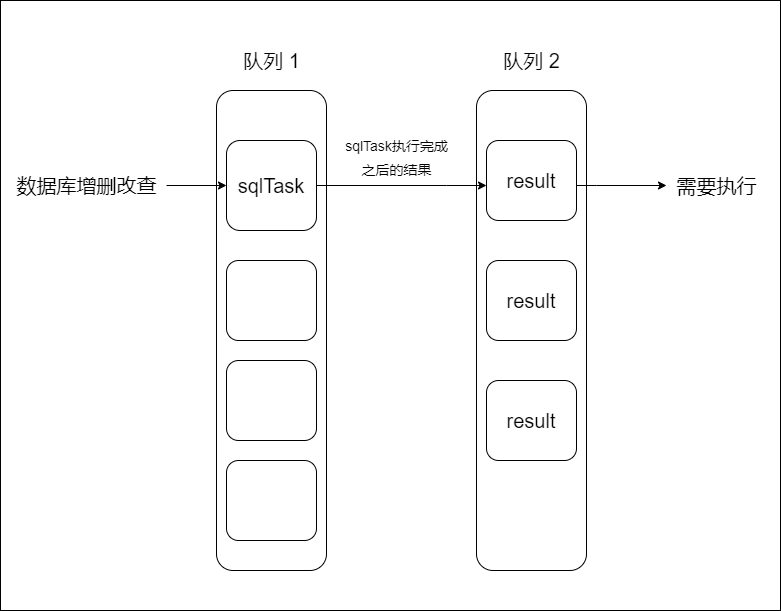 队列 1
队列 2
sqlTask执行完成
之后的结果
数据库增删改查
sqlTask
result
需要执行
result
result